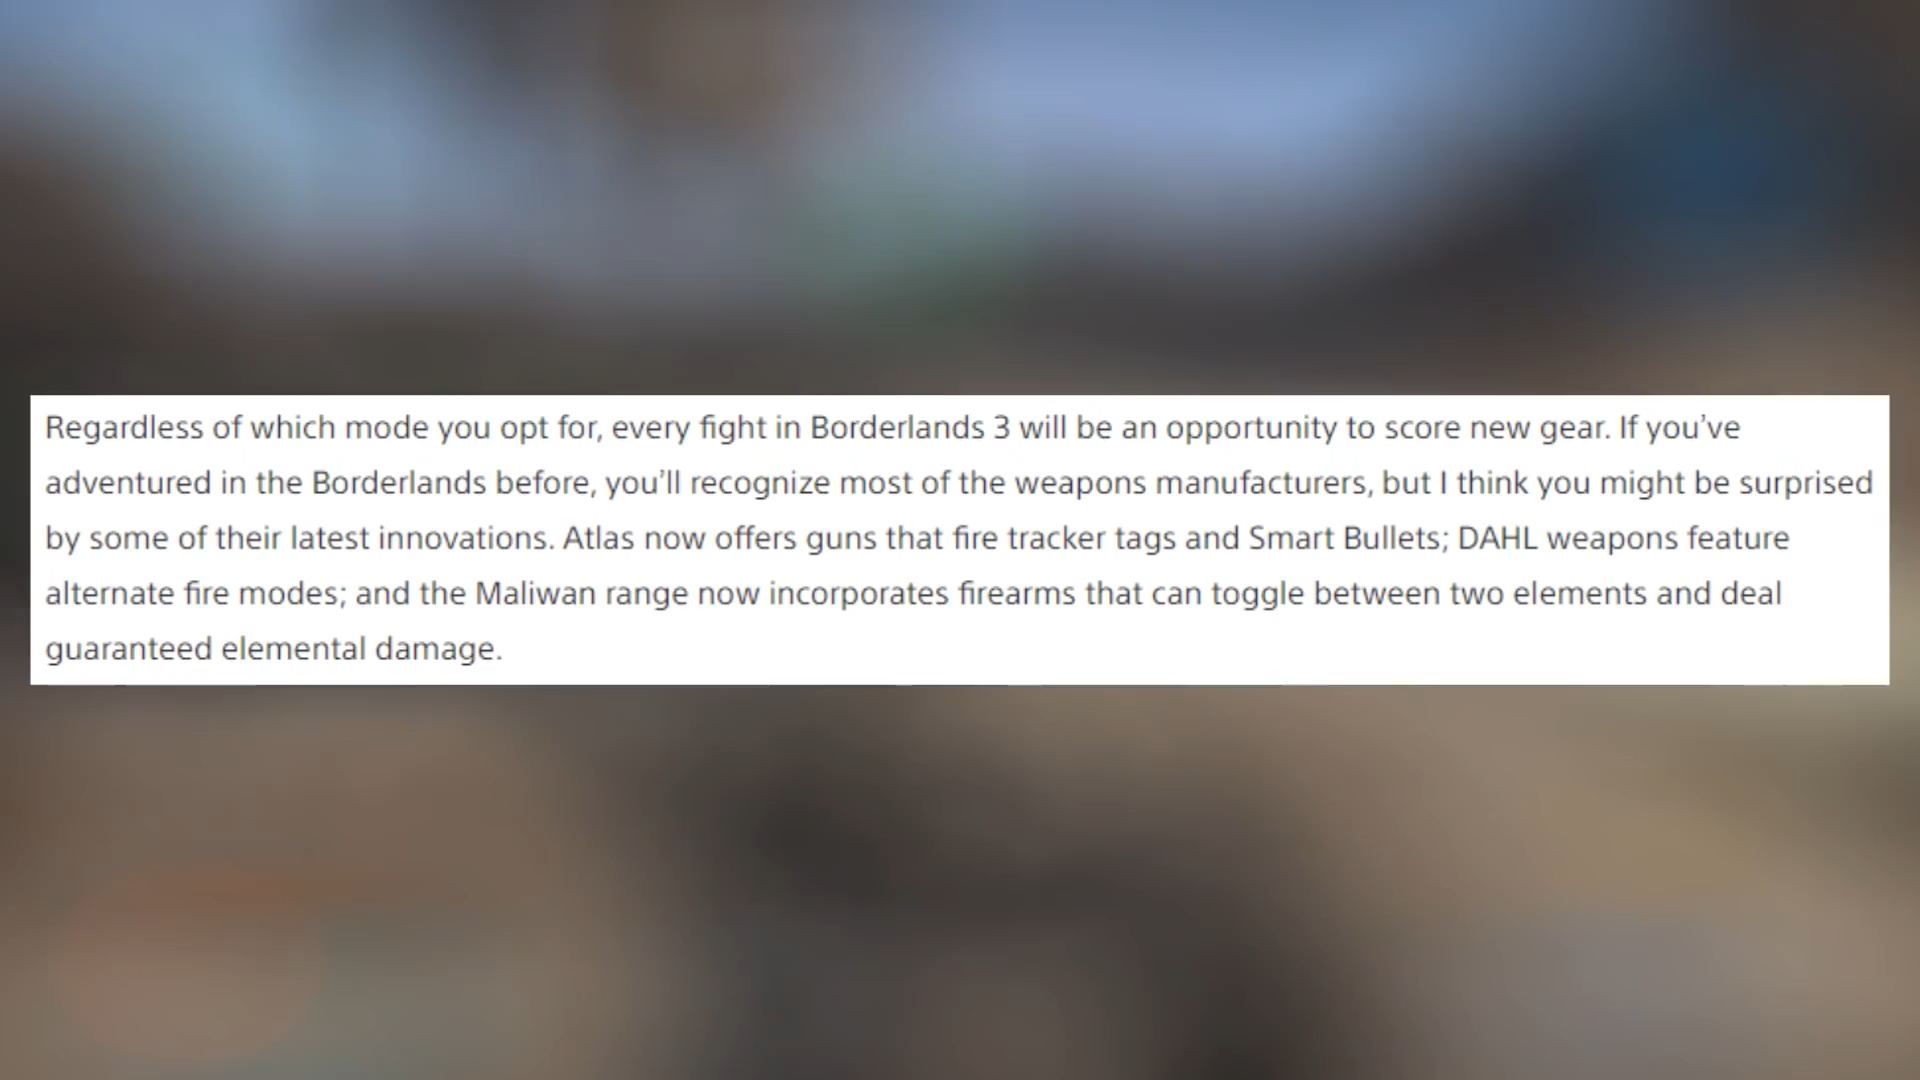 Regardless of which mode you opt for, every fight in Borderlands 3 will be an opportunity to score new gear. If you’ve
adventured in the Borderlands before, you’ll recognize most of the weapons manufacturers, but I think you might be surprised
by some of their latest innovations. Atlas now offers guns that fire tracker tags and Smart Bullets; DAHL weapons feature
alternate fire modes; and the Maliwan range now incorporates firearms that can toggle between two elements and deal
guaranteed elemental damage.